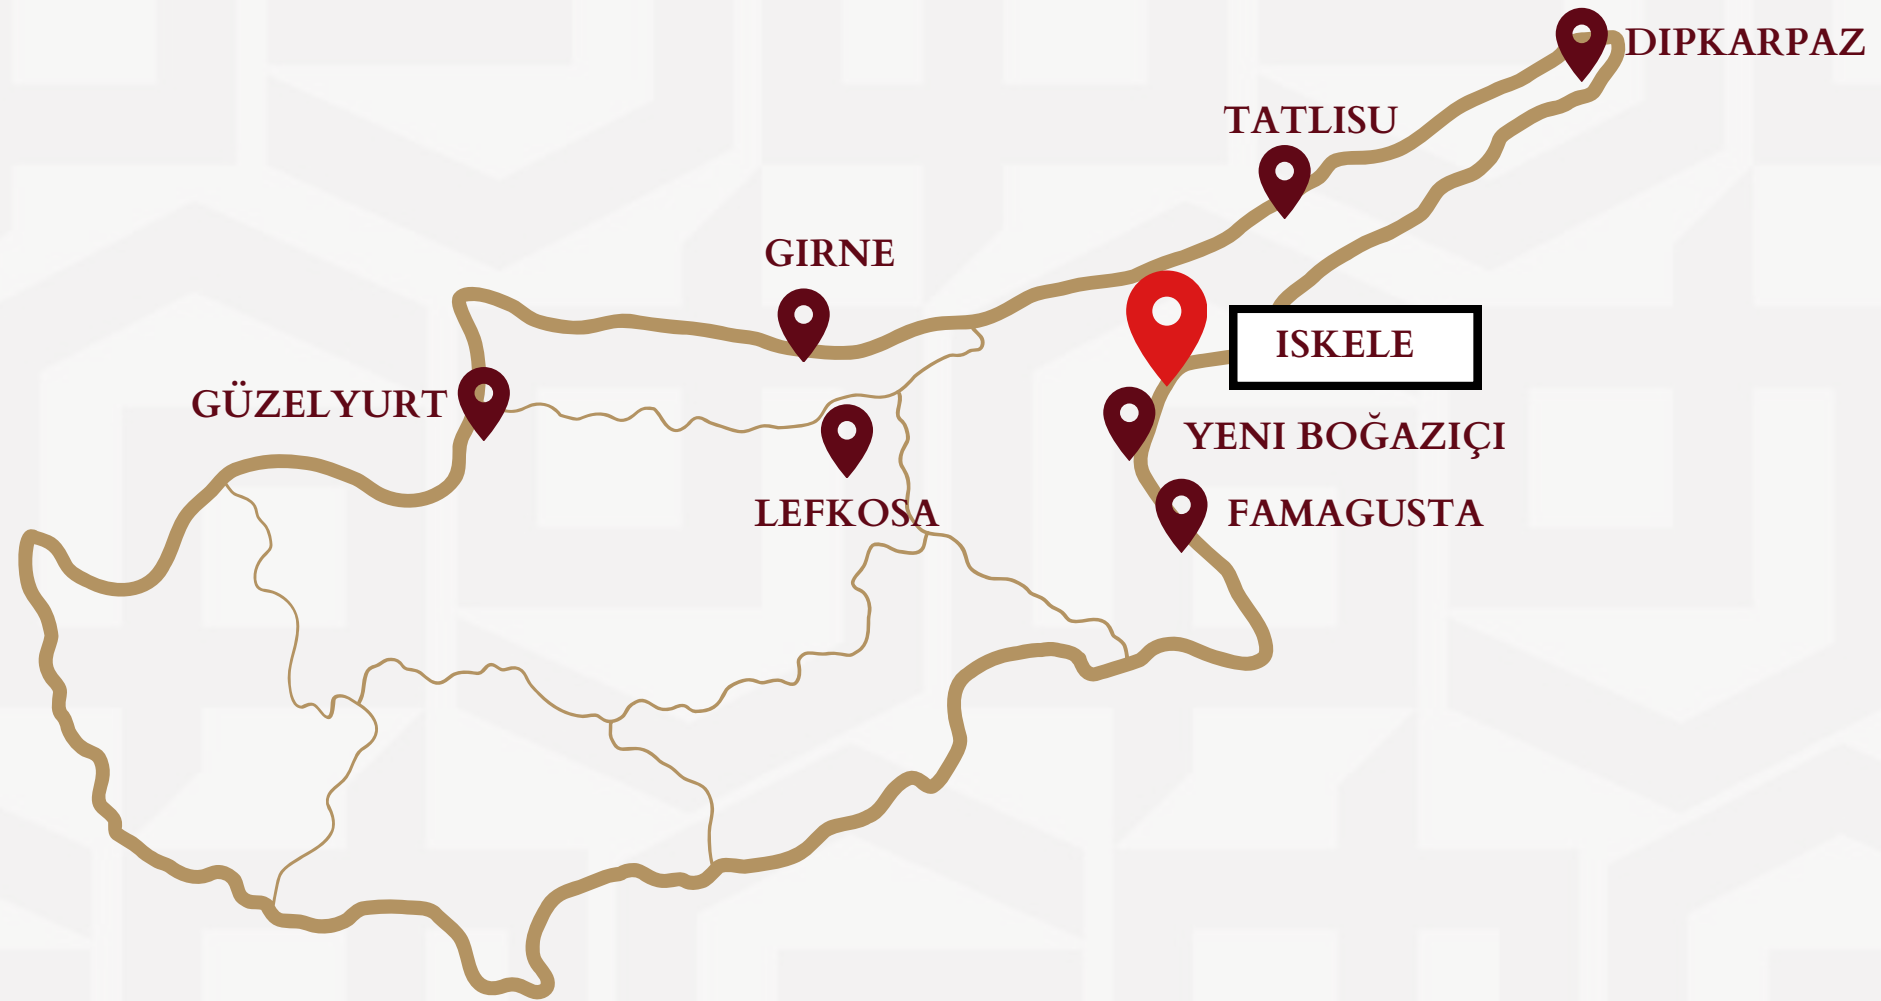 DIPKARPAZ
TATLISU
GIRNE
ISKELE
GÜZELYURT
YENI BOĞAZIÇI
LEFKOSA
FAMAGUSTA